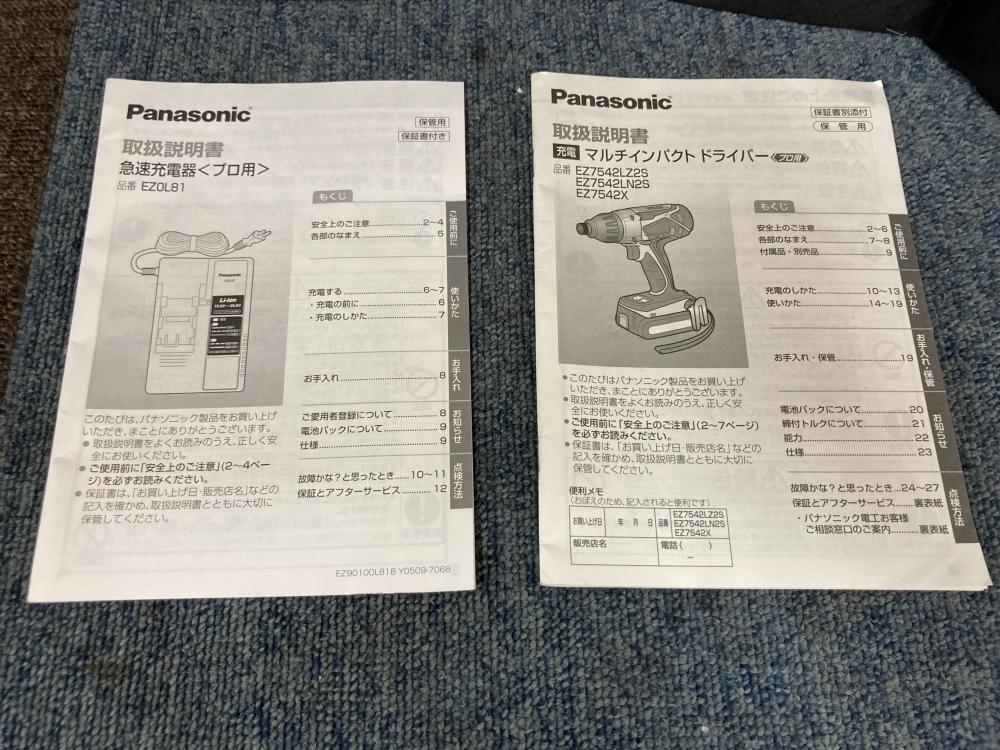 Panasonic
保管用
保証書付き
取扱説明書
急速充電器<プロ用>
品番 EZ0L81
もくじ
安全上のご注意 2〜4
各部のなまえ 5
ご使用前に
充電する 6〜7
・充電の前に 6
・充電のしかた 7
使いかた
お手入れ 8
お手入れ
ご愛用者登録について 8
電池パックについて 9
仕様 9
お知らせ
故障かな?と思ったとき 10〜11
保証とアフターサービス 12
点検方法
Panasonic
Li-Ion
このたびは、パナソニック製品をお買い上げ
いただき、まことにありがとうございます。
● 取扱説明書をよくお読みのうえ、正しく安
全にお使いください。
● ご使用前に「安全上のご注意」(2〜4ペー
ジ)を必ずお読みください。
● 保証書は、「お買い上げ日・販売店名」などの
記入を確かめ、取扱説明書とともに大切に
保管してください。
EZ90100L818 Y0509-7068
Panasonic
保証書別添付
保管用
取扱説明書
充電 マルチインパクト ドライバー《プロ用》
品番 EZ7542LZ2S
EZ7542LN2S
EZ7542X
もくじ
安全上のご注意 2〜6
各部のなまえ 7〜8
付属品・別売品 9
ご使用前に
充電のしかた 10〜13
使いかた 14〜19
使いかた
お手入れ・保管 19
お手入れ・保管
電池パックについて 20
締付トルクについて 21
能力 22
仕様 23
お知らせ
故障かな?と思ったとき 24〜27
保証とアフターサービス 裏表紙
・パナソニック電工お客様
ご相談窓口のご案内 裏表紙
点検方法
● このたびはパナソニック製品をお買い上げ
いただき、まことにありがとうございます。
● 取扱説明書をよくお読みのうえ、正しく安
全にお使いください。
● ご使用前に「安全上のご注意」(2〜7ページ)
を必ずお読みください。
● 保証書は、「お買い上げ日・販売店名」などの
記入を確かめ、取扱説明書とともに大切に
保管してください。
便利メモ
(おぼえのため、記入されると便利です)
お買い上げ日 年 月 日 品番 EZ7542LZ2S
EZ7542LN2S
EZ7542X
販売店名 電話( )
ー